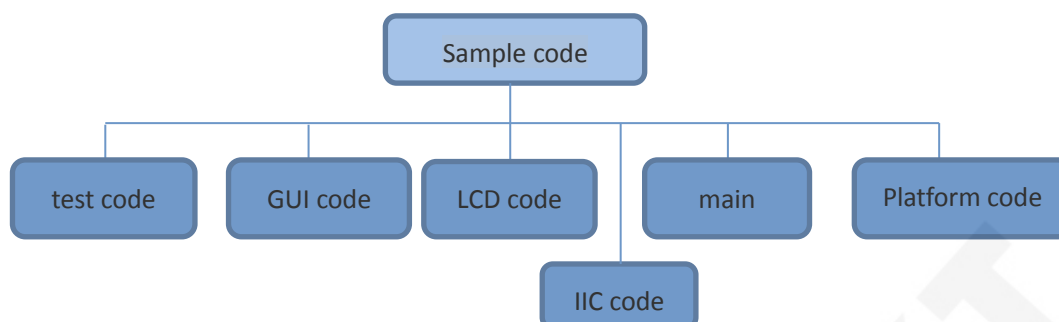 Sample code
test code
GUI code
LCD code
main
Platform code
IIC code